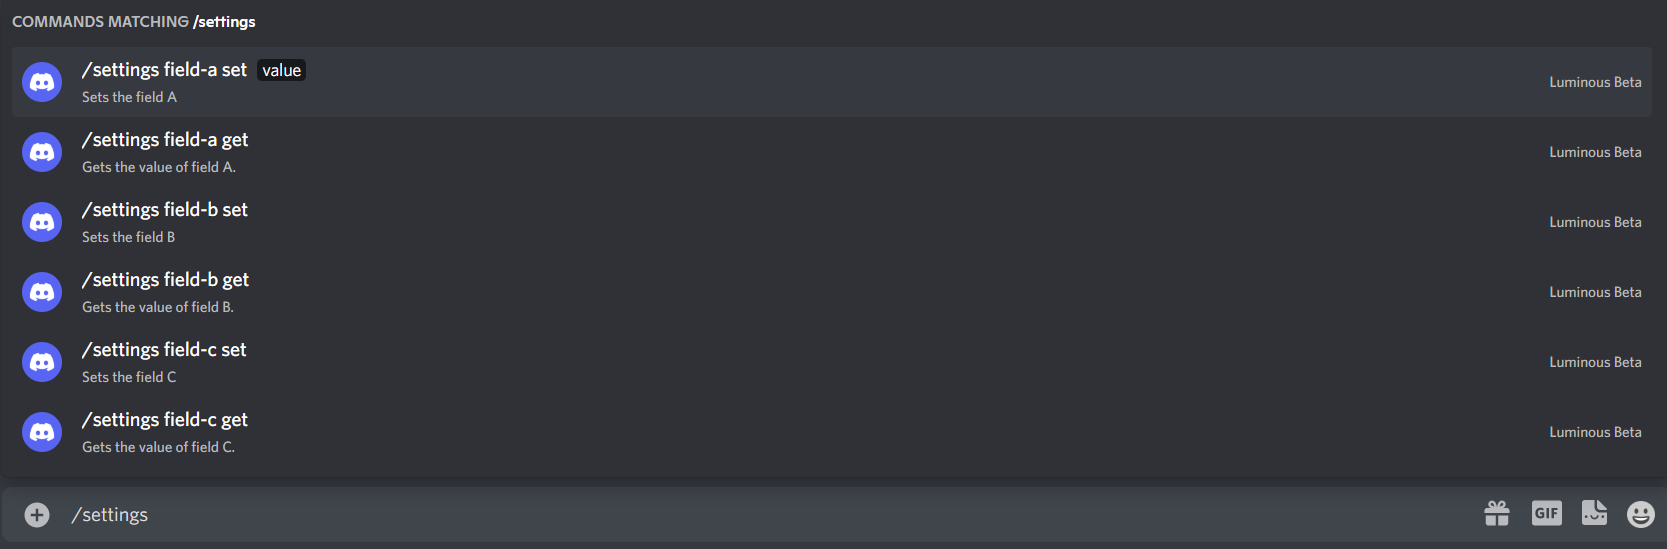 COMMANDS MATCHING /settings
/settings field-a set value
Sets the field A
Luminous Beta
/settings field-a get
Gets the value of field A.
Luminous Beta
/settings field-b set
Sets the field B
Luminous Beta
/settings field-b get
Gets the value of field B.
Luminous Beta
/settings field-c set
Sets the field C
Luminous Beta
/settings field-c get
Gets the value of field C.
Luminous Beta
/settings
GIF